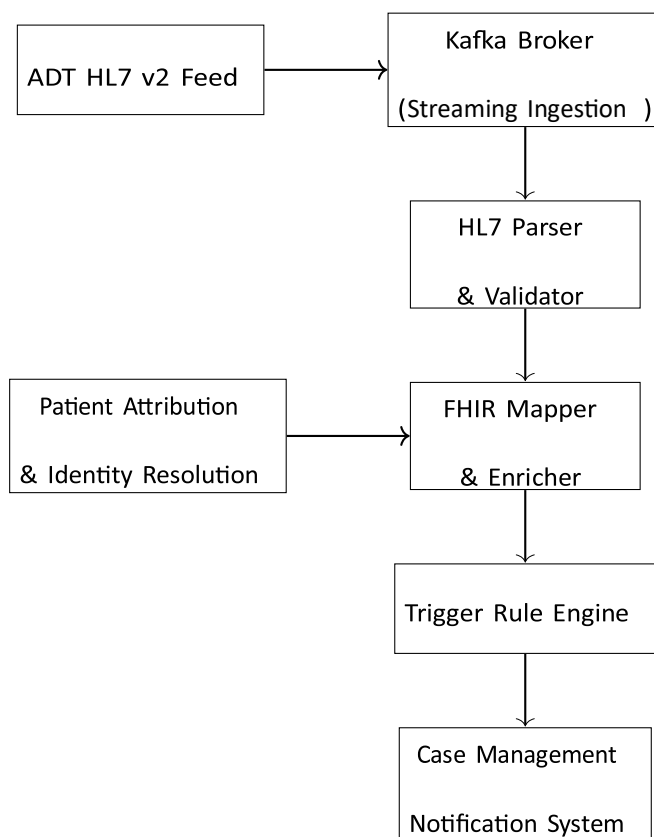 ADT HL7 v2 Feed
Kafka Broker
(Streaming Ingestion )
HL7 Parser
& Validator
Patient Attribution
& Identity Resolution
FHIR Mapper
& Enricher
Trigger Rule Engine
Case Management
Notification System